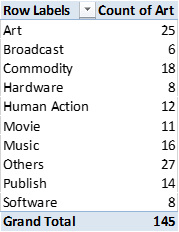 Row Labels Count of Art
Art 25
Broadcast 6
Commodity 18
Hardware 8
Human Action 12
Movie 11
Music 16
Others 27
Publish 14
Software 8
Grand Total 145